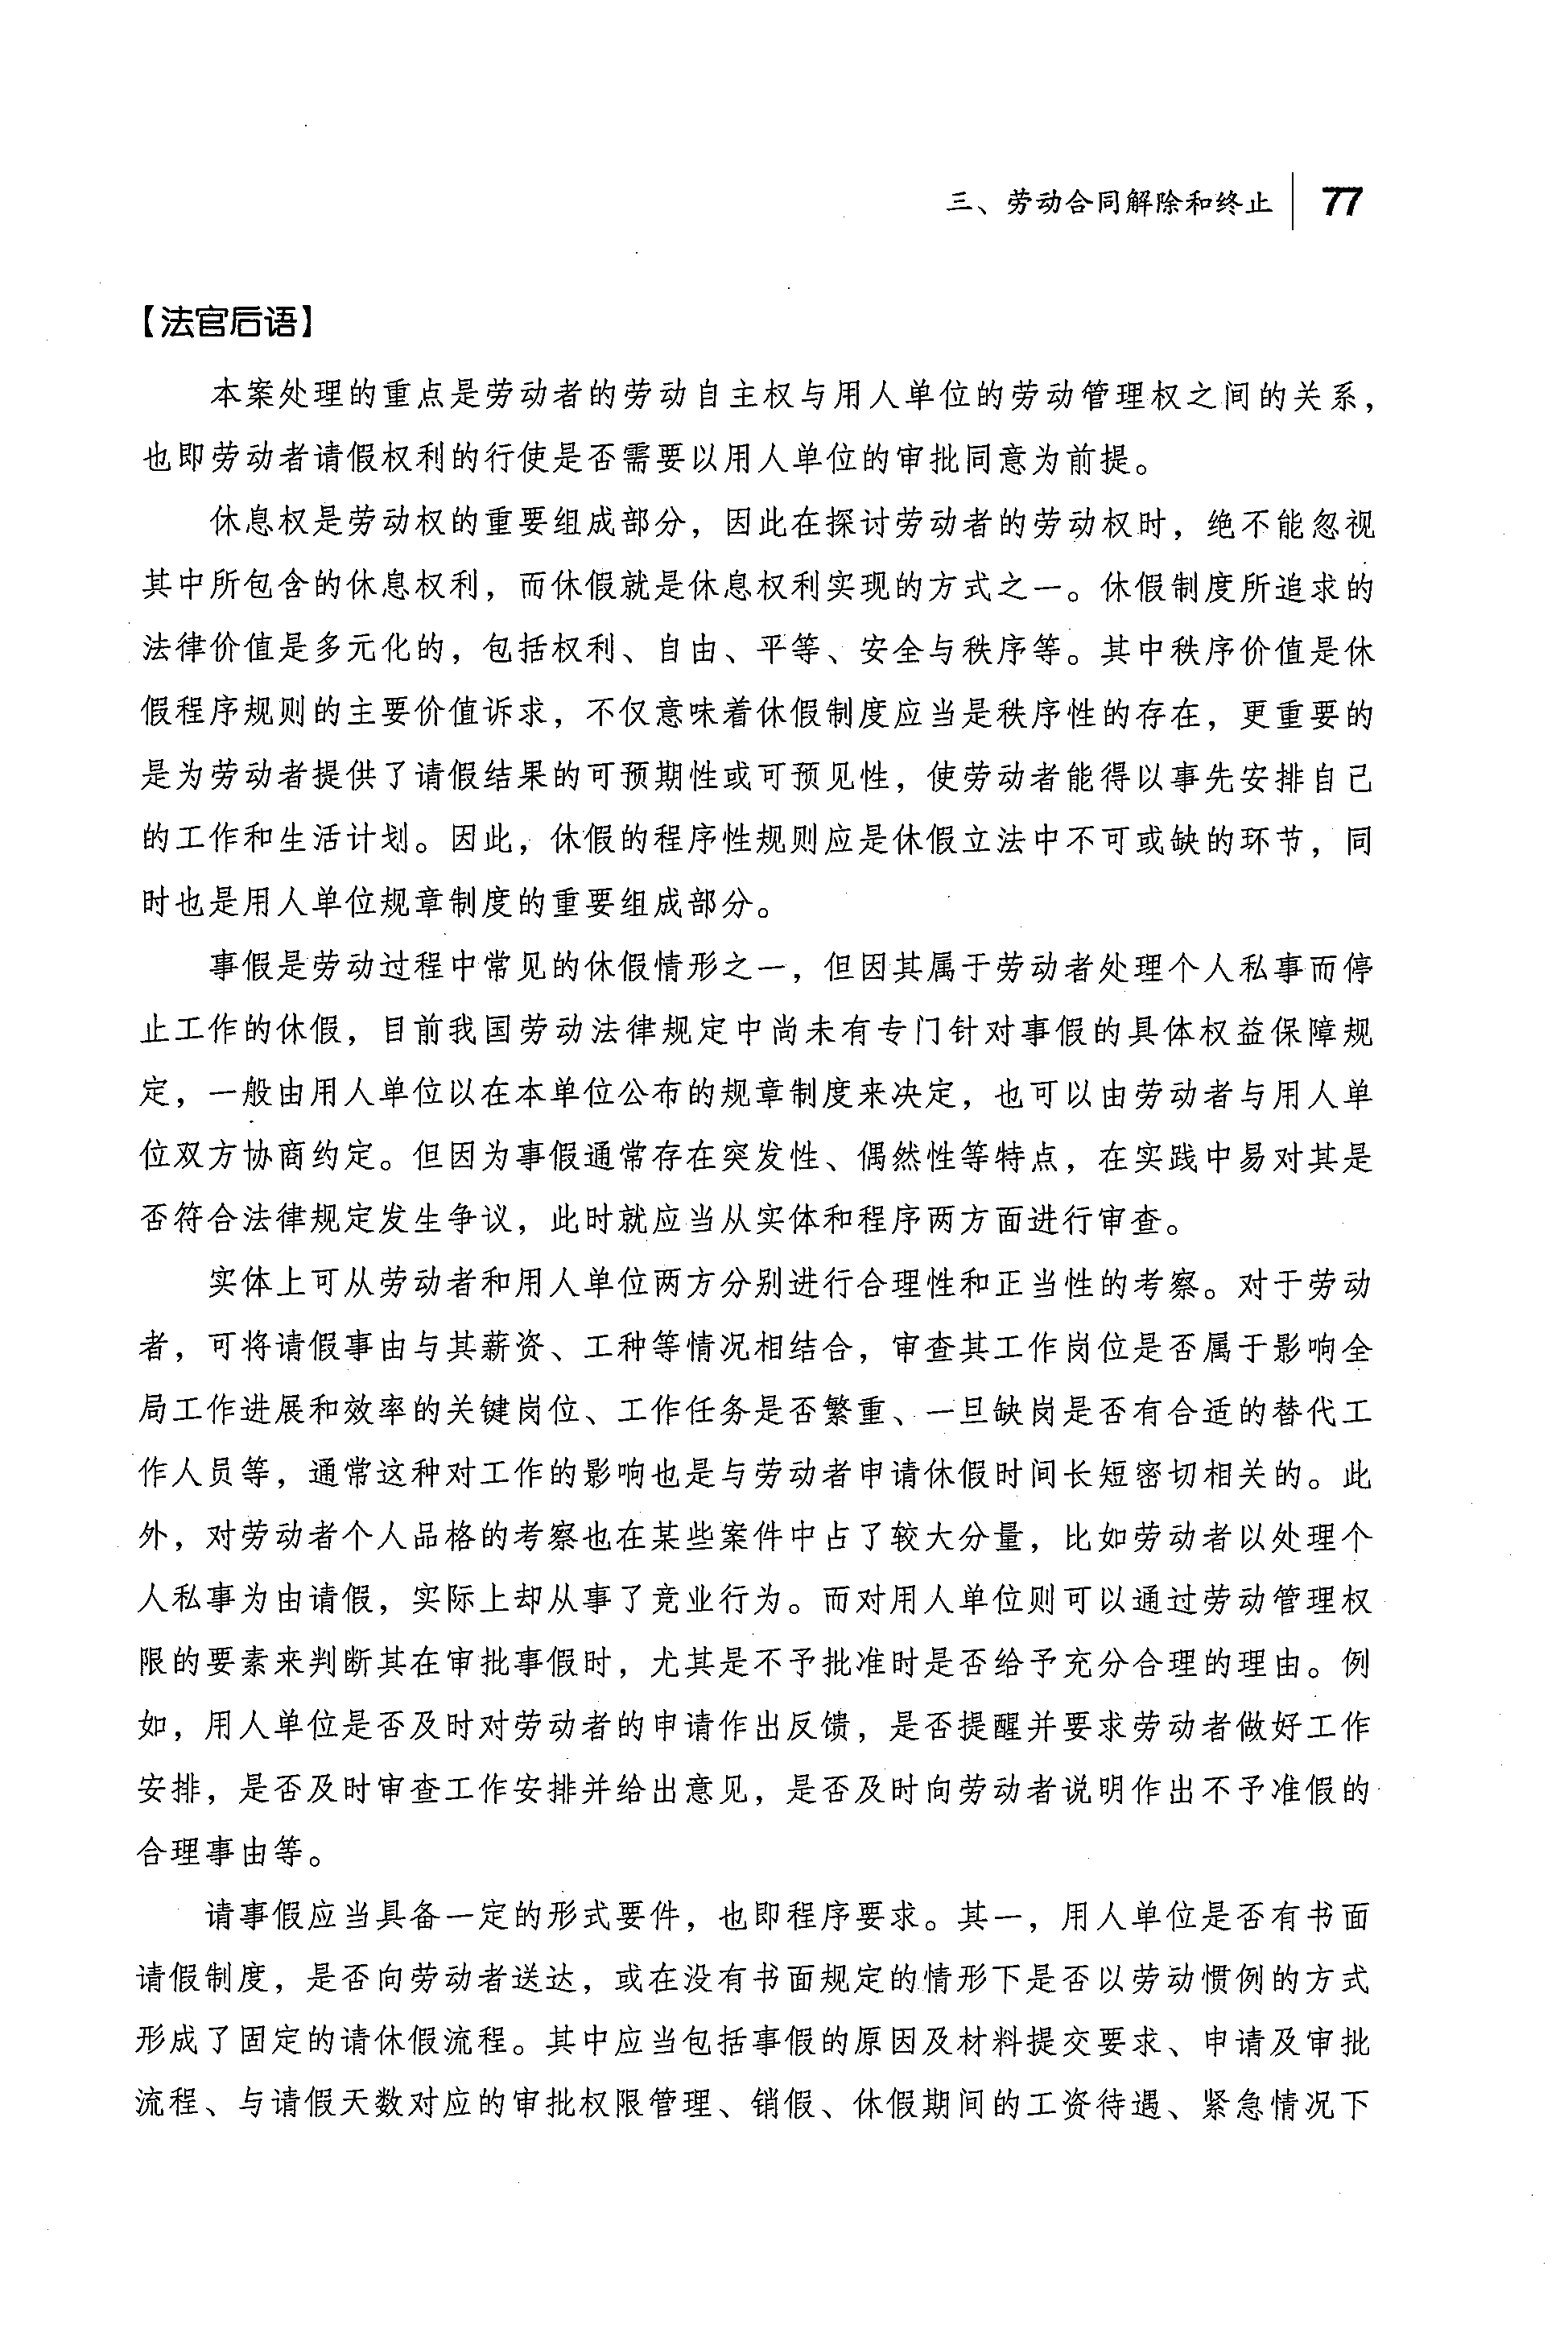 三、劳动合同解除和终止 77
【法官后语】
本案处理的重点是劳动者的劳动自主权与用人单位的劳动管理权之间的关系，
也即劳动者请假权利的行使是否需要以用人单位的审批同意为前提。
休息权是劳动权的重要组成部分，因此在探讨劳动者的劳动权时，绝不能忽视
其中所包含的休息权利，而休假就是休息权利实现的方式之一。休假制度所追求的
法律价值是多元化的，包括权利、自由、平等、安全与秩序等。其中秩序价值是休
假程序规则的主要价值诉求，不仅意味着休假制度应当是秩序性的存在，更重要的
是为劳动者提供了请假结果的可预期性或可预见性，使劳动者能得以事先安排自己
的工作和生活计划。因此，休假的程序性规则应是休假立法中不可或缺的环节，同
时也是用人单位规章制度的重要组成部分。
事假是劳动过程中常见的休假情形之一，但因其属于劳动者处理个人私事而停
止工作的休假，目前我国劳动法律规定中尚未有专门针对事假的具体权益保障规
定，一般由用人单位以在本单位公布的规章制度来决定，也可以由劳动者与用人单
位双方协商约定。但因为事假通常存在突发性、偶然性等特点，在实践中易对其是
否符合法律规定发生争议，此时就应当从实体和程序两方面进行审查。
实体上可从劳动者和用人单位两方分别进行合理性和正当性的考察。对于劳动
者，可将请假事由与其薪资、工种等情况相结合，审查其工作岗位是否属于影响全
局工作进展和效率的关键岗位、工作任务是否繁重、一旦缺岗是否有合适的替代工
作人员等，通常这种对工作的影响也是与劳动者申请休假时间长短密切相关的。此
外，对劳动者个人品格的考察也在某些案件中占了较大分量，比如劳动者以处理个
人私事为由请假，实际上却从事了竞业行为。而对用人单位则可以通过劳动管理权
限的要素来判断其在审批事假时，尤其是不予批准时是否给予充分合理的理由。例
如，用人单位是否及时对劳动者的申请作出反馈，是否提醒并要求劳动者做好工作
安排，是否及时审查工作安排并给出意见，是否及时向劳动者说明作出不予准假的
合理事由等。
请事假应当具备一定的形式要件，也即程序要求。其一，用人单位是否有书面
请假制度，是否向劳动者送达，或在没有书面规定的情形下是否以劳动惯例的方式
形成了固定的请休假流程。其中应当包括事假的原因及材料提交要求、申请及审批
流程、与请假天数对应的审批权限管理、销假、休假期间的工资待遇、紧急情况下